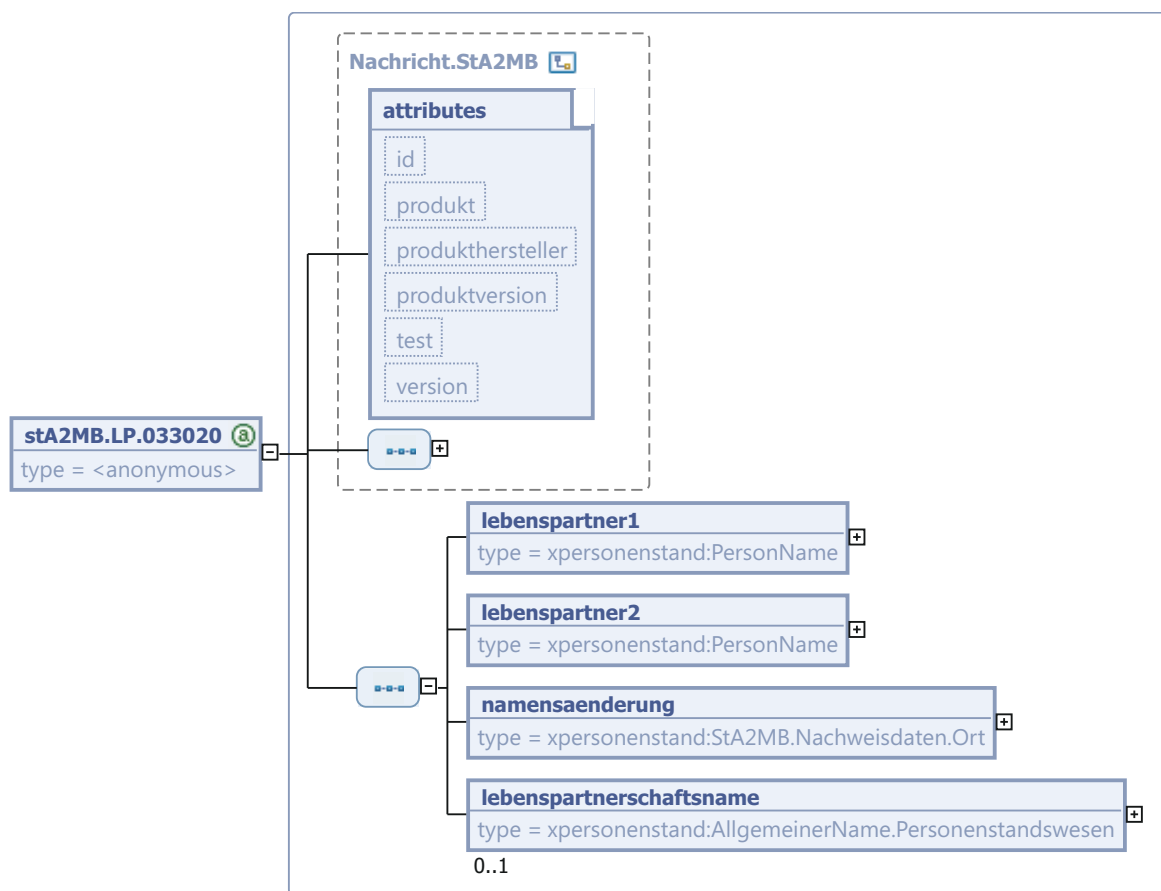 Nachricht.StA2MB
attributes
id
produkt
produkthersteller
produktversion
test
version
stA2MB.LP.033020 a
type = <anonymous>
lebenspartner1
type = xpersonenstand:PersonName
lebenspartner2
type = xpersonenstand:PersonName
namensaenderung
type = xpersonenstand:StA2MB.Nachweisdaten.Ort
lebenspartnerschaftsname
type = xpersonenstand:AllgemeinerName.Personenstandswesen
0..1